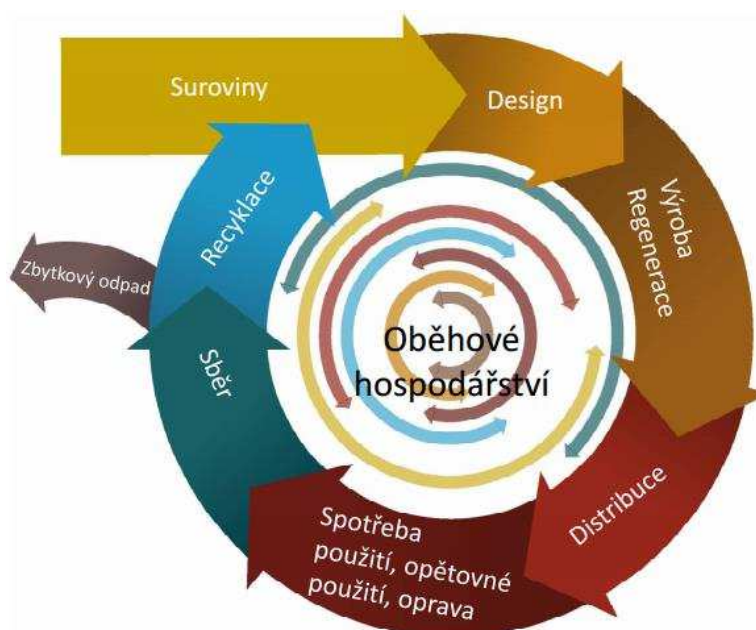 Suroviny
Design
Výroba
Regenerace
Distribuce
Spotřeba
použití, opětovné
použití, oprava
Sběr
Recyklace
Zbytkový odpad
Oběhové
hospodářství